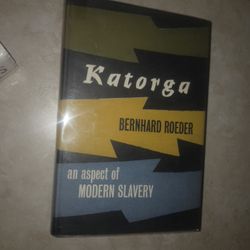 Katorga
BERNHARD ROEDER
an aspect of
MODERN SLAVERY